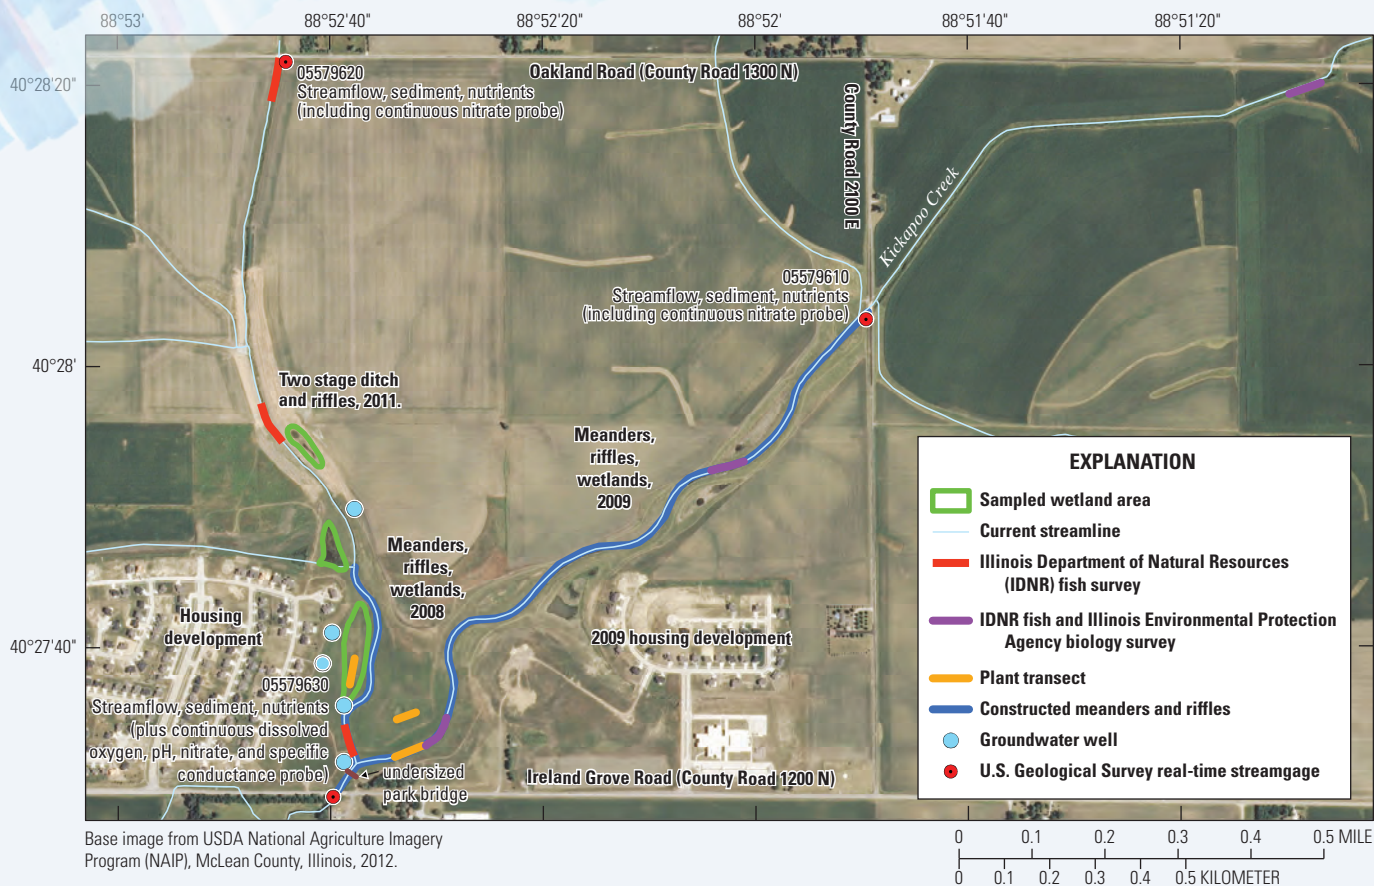 88°53'
88°52'40"
88°52'20"
88°52'
88°51'40"
88°51'20"
40°28'20"
40°28'
40°27'40"
05579620
Streamflow, sediment, nutrients
(including continuous nitrate probe)
Oakland Road (County Road 1300 N)
County Road 2100 E
Kickapoo Creek
05579610
Streamflow, sediment, nutrients
(including continuous nitrate probe)
Two stage ditch
and riffles, 2011.
Meanders,
riffles,
wetlands,
2009
Meanders,
riffles,
wetlands,
2008
Housing
development
2009 housing development
05579630
Streamflow, sediment, nutrients
(plus continuous dissolved
oxygen, pH, nitrate, and specific
conductance probe)
undersized
park bridge
Ireland Grove Road (County Road 1200 N)
EXPLANATION
Sampled wetland area
Current streamline
Illinois Department of Natural Resources
(IDNR) fish survey
IDNR fish and Illinois Environmental Protection
Agency biology survey
Plant transect
Constructed meanders and riffles
Groundwater well
U.S. Geological Survey real-time streamgage
Base image from USDA National Agriculture Imagery
Program (NAIP), McLean County, Illinois, 2012.
0 0.1 0.2 0.3 0.4 0.5 MILE
0 0.1 0.2 0.3 0.4 0.5 KILOMETER